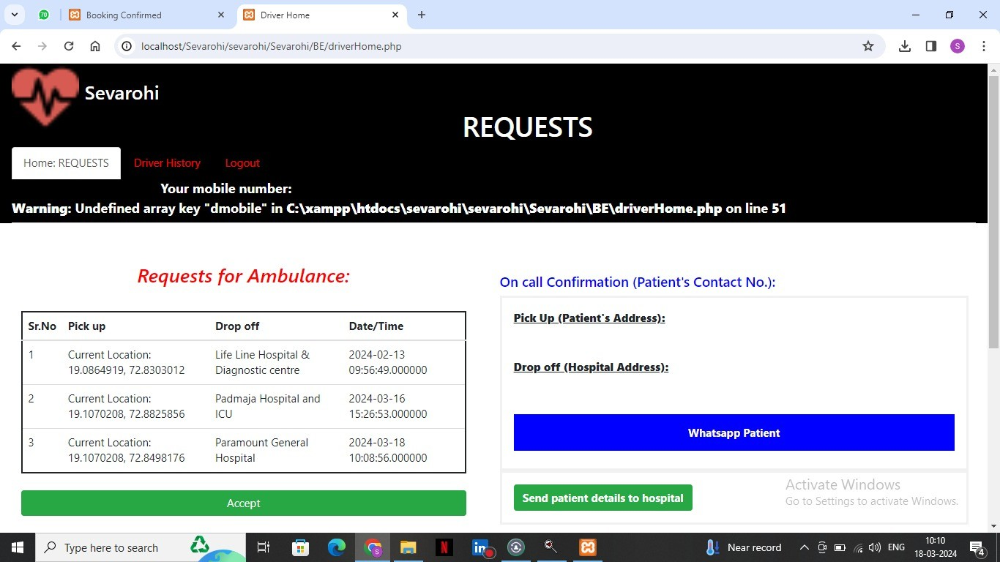 70
Booking Confirmed
Driver Home
localhost/Sevarohi/sevarohi/Sevarohi/BE/driverHome.php
S
Sevarohi
REQUESTS
Home: REQUESTS
Driver History
Logout
Your mobile number:
Warning: Undefined array key "dmobile" in C:\xampp\htdocs\sevarohi\sevarohi\Sevarohi\BE\driverHome.php on line 51
Requests for Ambulance:
Sr.No Pick up Drop off Date/Time
1 Current Location: Life Line Hospital & 2024-02-13
19.0864919, 72.8303012 Diagnostic centre 09:56:49.000000
2 Current Location: Padmaja Hospital and 2024-03-16
19.1070208, 72.8825856 ICU 15:26:53.000000
3 Current Location: Paramount General 2024-03-18
19.1070208, 72.8498176 Hospital 10:08:56.000000
Accept
On call Confirmation (Patient's Contact No.):
Pick Up (Patient's Address):
Drop off (Hospital Address):
Whatsapp Patient
Send patient details to hospital
Activate Windows
Go to Settings to activate Windows.
Type here to search
S
N
in
Near record
ENG
10:10
18-03-2024
4